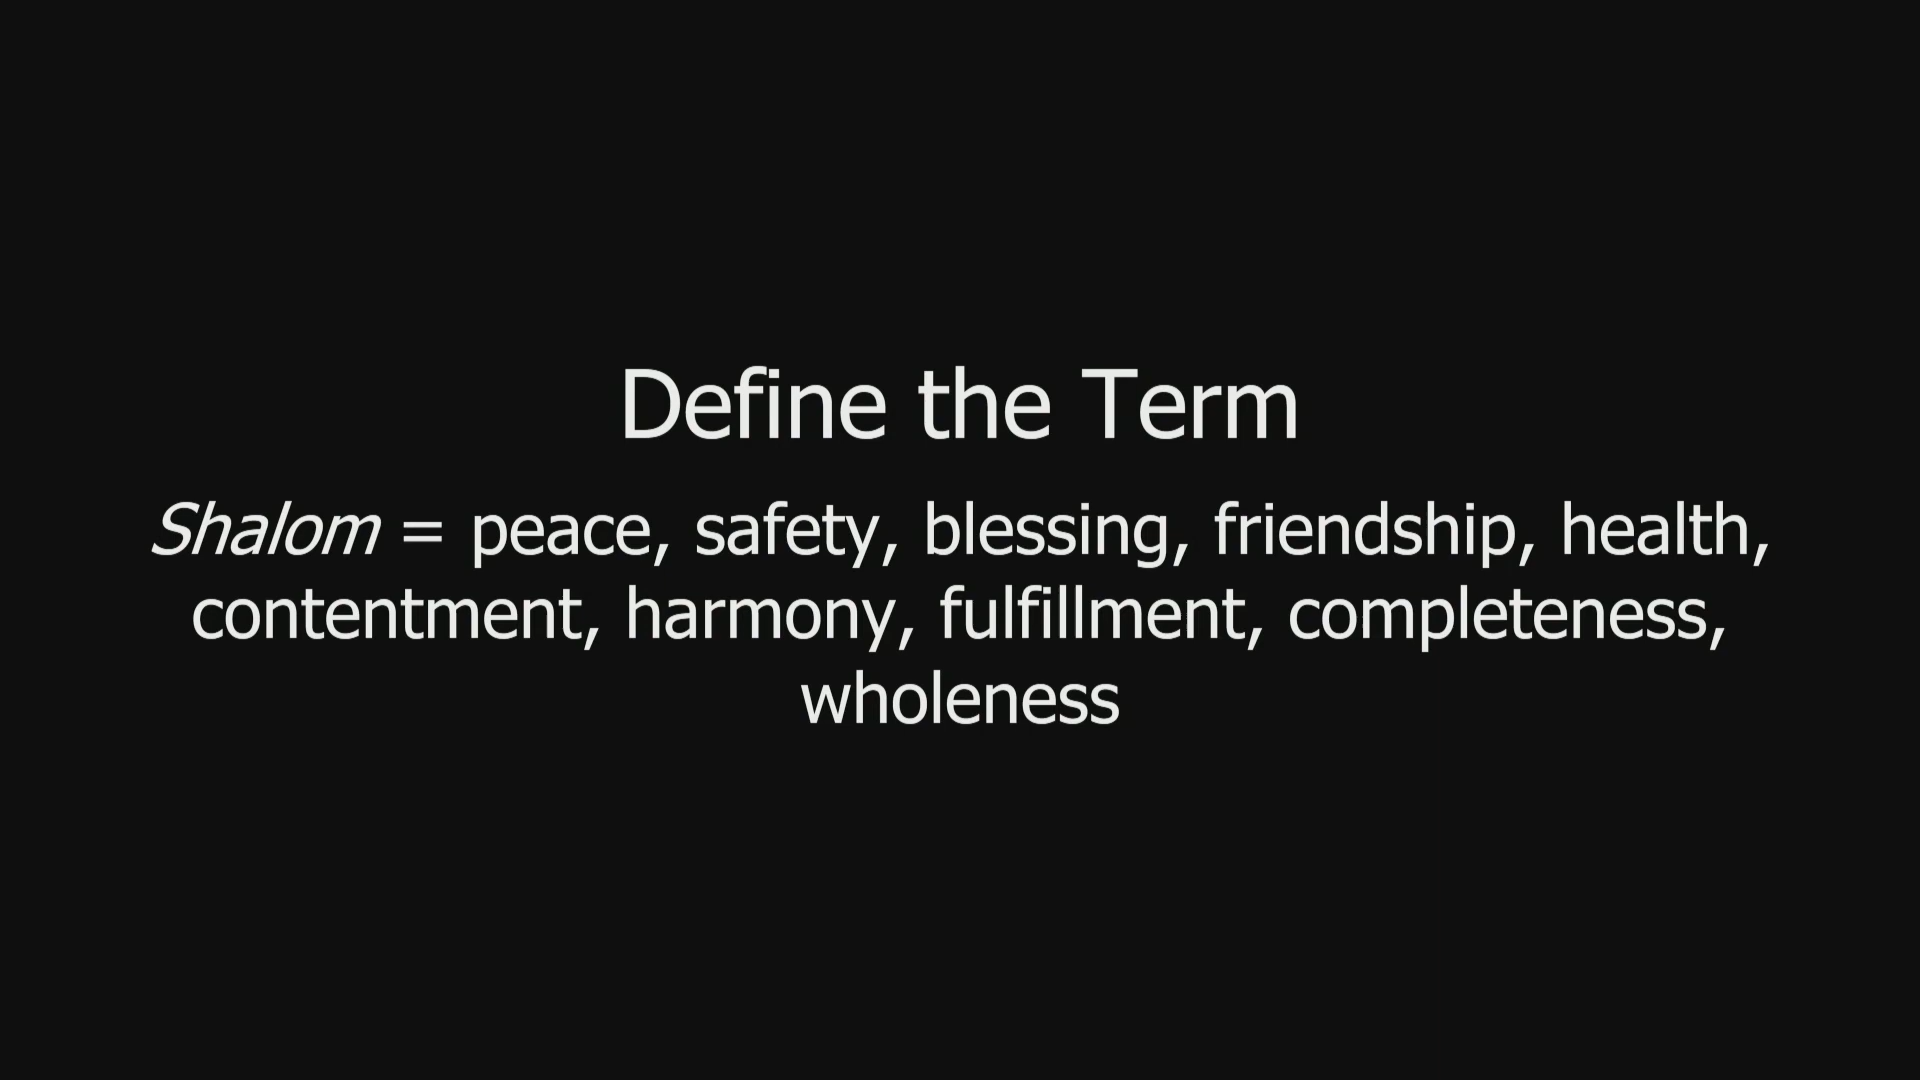 Define the Term
Shalom = peace, safety, blessing, friendship, health,
contentment, harmony, fulfillment, completeness,
wholeness